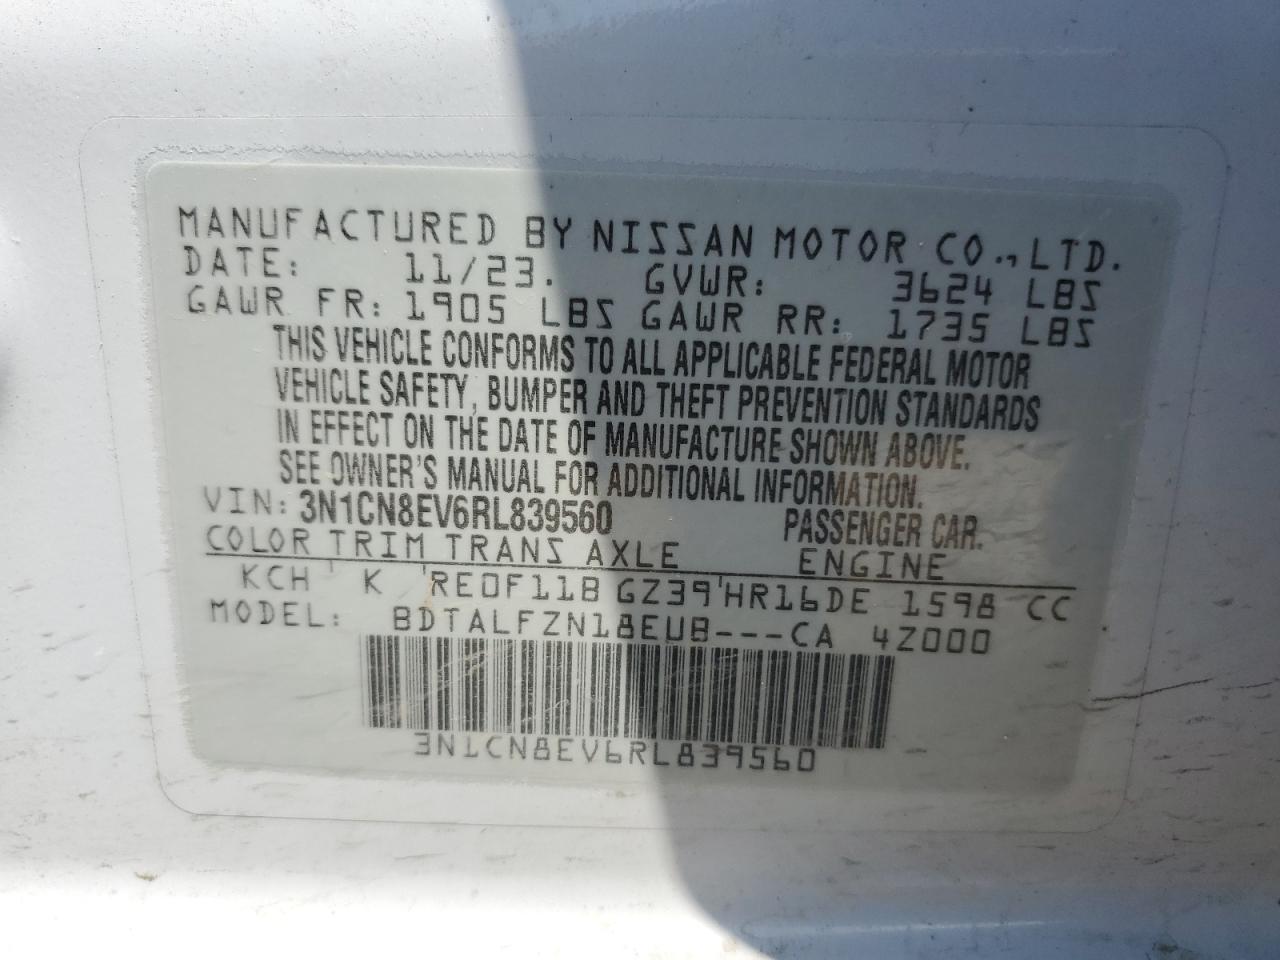 MANUFACTURED BY NISSAN MOTOR CO., LTD.
DATE: 11/23. GVWR: 3624 LBS
GAWR FR: 1905 LBS GAWR RR: 1735 LBS
THIS VEHICLE CONFORMS TO ALL APPLICABLE FEDERAL MOTOR
VEHICLE SAFETY, BUMPER AND THEFT PREVENTION STANDARDS
IN EFFECT ON THE DATE OF MANUFACTURE SHOWN ABOVE.
SEE OWNER'S MANUAL FOR ADDITIONAL INFORMATION.
VIN: 3N1CN8EV6RL839560 PASSENGER CAR.
COLOR TRIM TRANS AXLE ENGINE
KCH ' K ' RE0F11B GZ39 ' HR16DE 1598 CC
MODEL: BDTALFZN18EUB---CA 4Z000
3N1CN8EV6RL839560